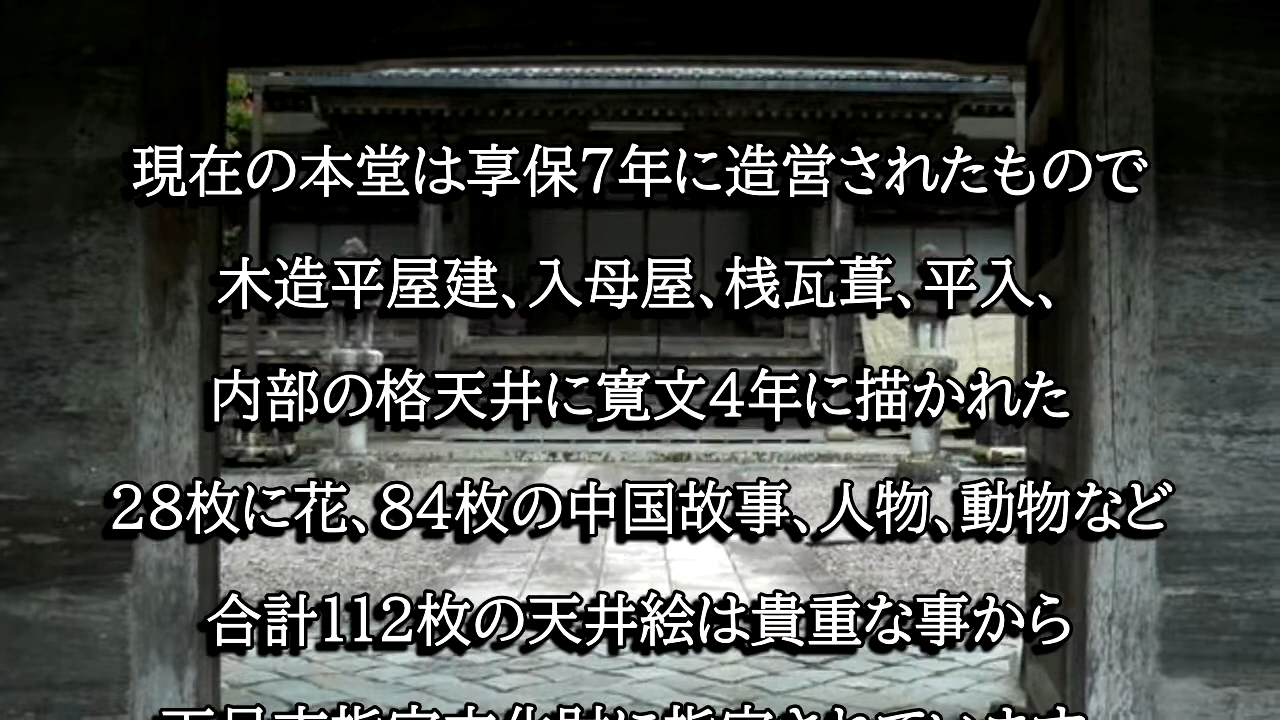 現在の本堂は享保7年に造営されたもので
木造平屋建、入母屋、桟瓦葺、平入、
内部の格天井に寛文4年に描かれた
28枚に花、84枚の中国故事、人物、動物など
合計112枚の天井絵は貴重な事から